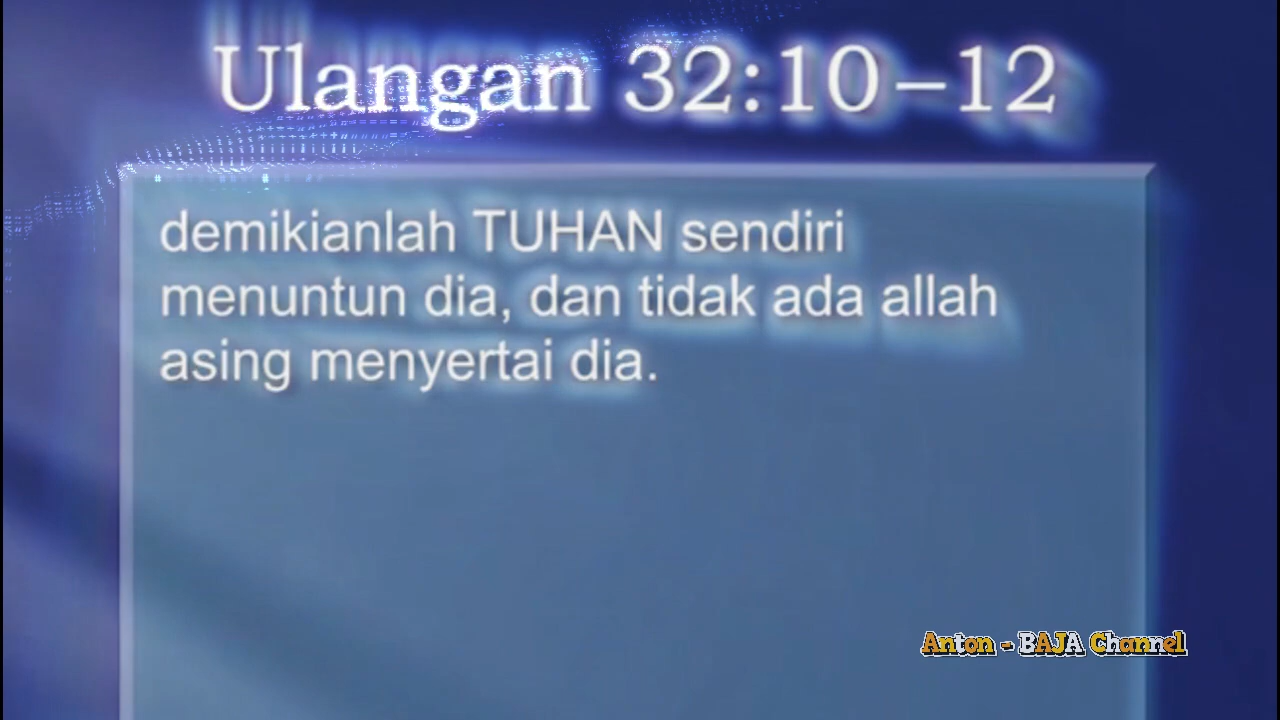 Ulangan 32:10–12
demikianlah TUHAN sendiri
menuntun dia, dan tidak ada allah
asing menyertai dia.
Anton - BAJA Channel